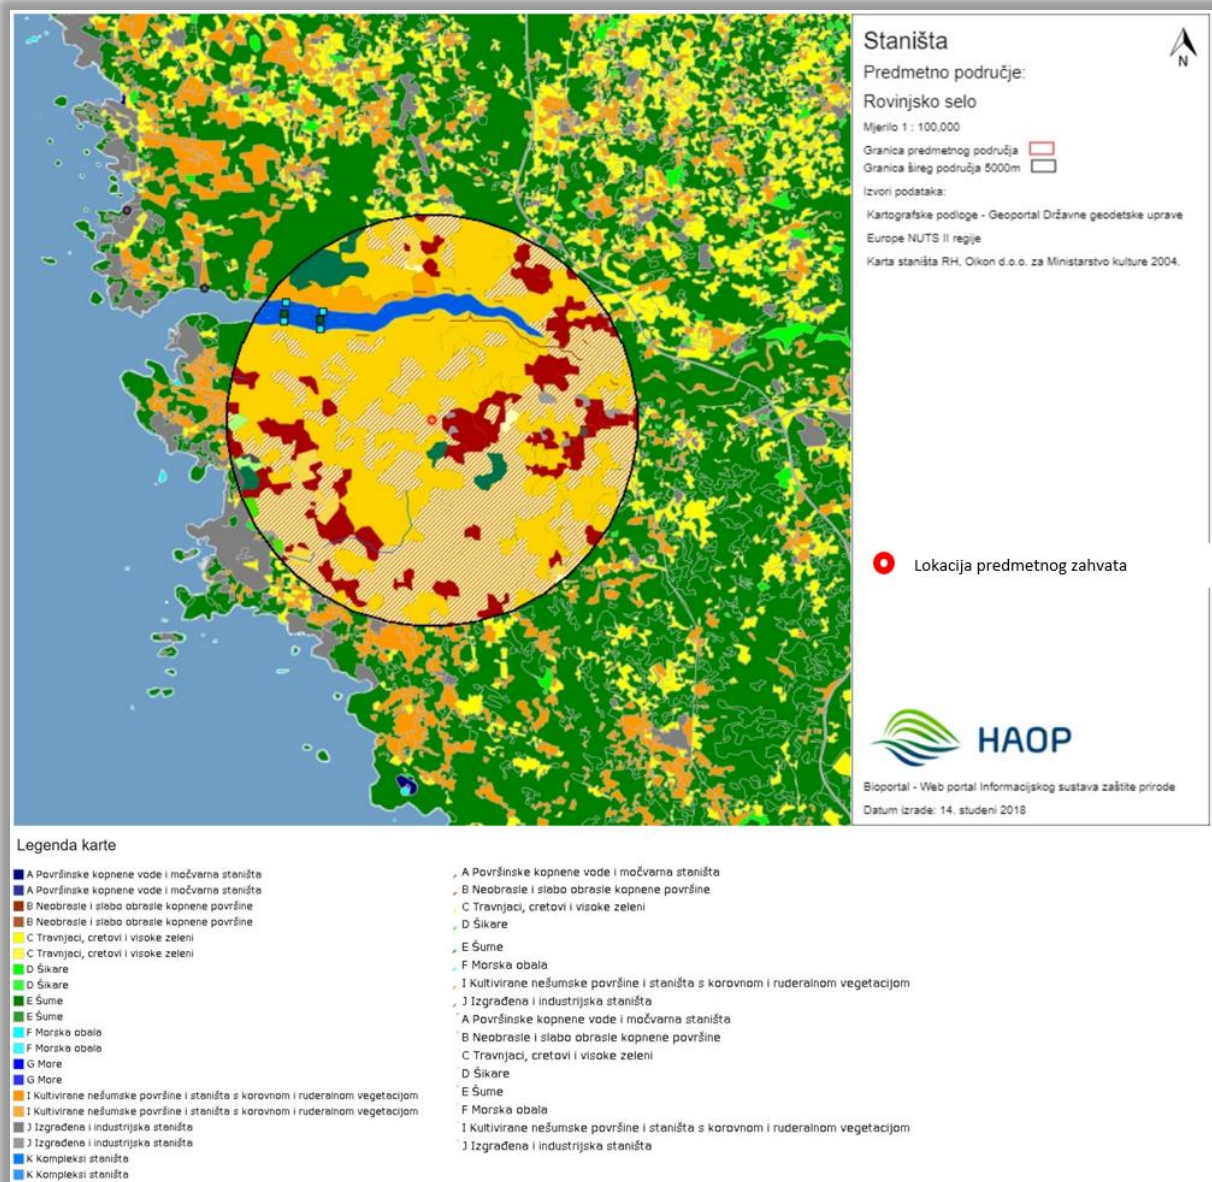 Staništa
N
Predmetno područje:
Rovinjsko selo
Mjerilo 1 : 100,000
Granica predmetnog područja
Granica šireg područja 5000m
Izvori podataka:
Kartografske podloge - Geoportal Državne geodetske uprave
Europe NUTS II regije
Karta staništa RH, Oikon d.o.o. za Ministarstvo kulture 2004.
Lokacija predmetnog zahvata
HAOP
Bioportal - Web portal Informacijskog sustava zaštite prirode
Datum izrade: 14. studeni 2018
Legenda karte
A Površinske kopnene vode i močvarna staništa
A Površinske kopnene vode i močvarna staništa
B Neobrasle i slabo obrasle kopnene površine
B Neobrasle i slabo obrasle kopnene površine
C Travnjaci, cretovi i visoke zeleni
C Travnjaci, cretovi i visoke zeleni
D Šikare
D Šikare
E Šume
E Šume
F Morska obala
F Morska obala
G More
G More
I Kultivirane nešumske površine i staništa s korovnom i ruderalnom vegetacijom
I Kultivirane nešumske površine i staništa s korovnom i ruderalnom vegetacijom
J Izgrađena i industrijska staništa
J Izgrađena i industrijska staništa
K Kompleksi staništa
K Kompleksi staništa
A Površinske kopnene vode i močvarna staništa
B Neobrasle i slabo obrasle kopnene površine
C Travnjaci, cretovi i visoke zeleni
D Šikare
E Šume
F Morska obala
I Kultivirane nešumske površine i staništa s korovnom i ruderalnom vegetacijom
J Izgrađena i industrijska staništa
A Površinske kopnene vode i močvarna staništa
B Neobrasle i slabo obrasle kopnene površine
C Travnjaci, cretovi i visoke zeleni
D Šikare
E Šume
F Morska obala
I Kultivirane nešumske površine i staništa s korovnom i ruderalnom vegetacijom
J Izgrađena i industrijska staništa